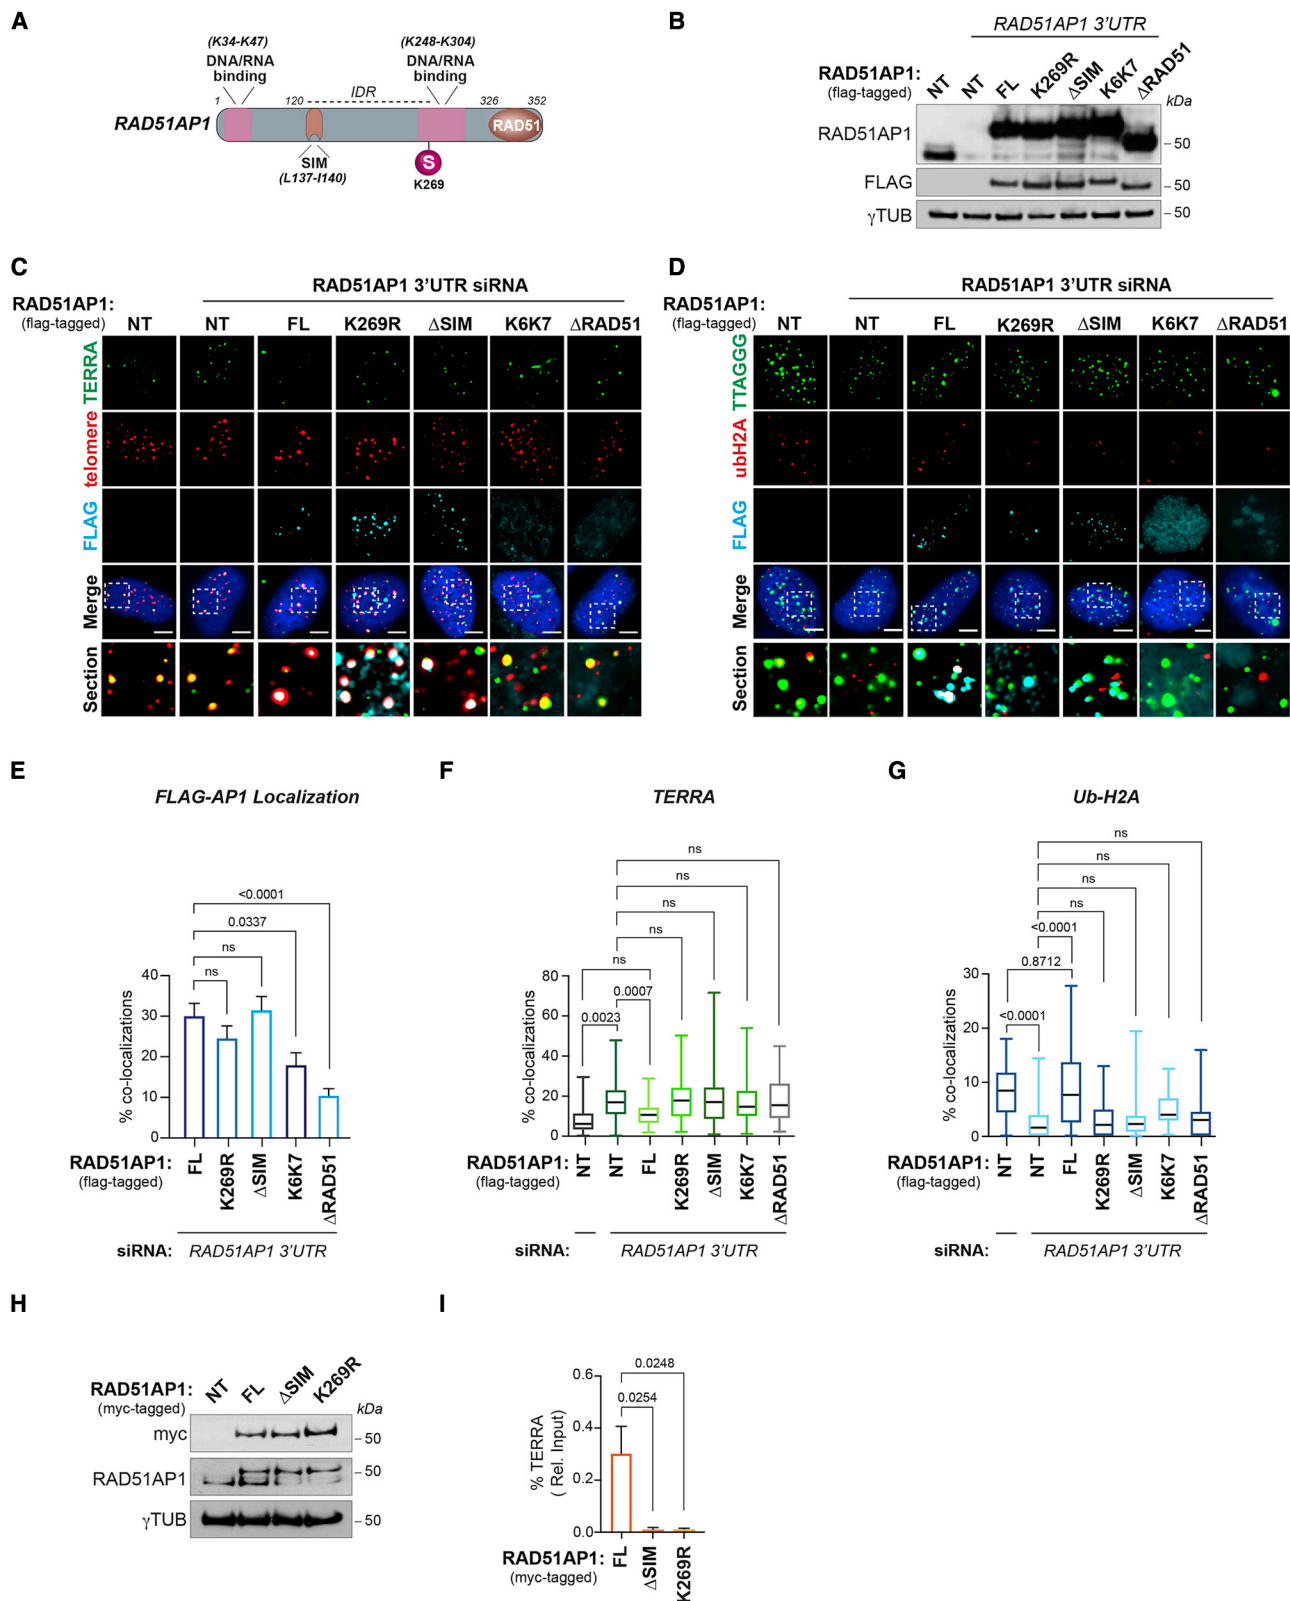 A
(K34-K47)
DNA/RNA
binding
(K248-K304)
DNA/RNA
binding
1
120
IDR
326
352
RAD51AP1
RAD51
SIM
(L137-I140)
S
K269
B
RAD51AP1 3'UTR
RAD51AP1:
(flag-tagged)
NT NT FL K269R ΔSIM K6K7 ΔRAD51
kDa
RAD51AP1
– 50
FLAG
– 50
γTUB
– 50
C
RAD51AP1 3'UTR siRNA
RAD51AP1:
(flag-tagged)
NT NT FL K269R ΔSIM K6K7 ΔRAD51
TERRA
telomere
FLAG
Merge
Section
D
RAD51AP1 3'UTR siRNA
RAD51AP1:
(flag-tagged)
NT NT FL K269R ΔSIM K6K7 ΔRAD51
TTAGGG
ubH2A
FLAG
Merge
Section
E
FLAG-AP1 Localization
<0.0001
0.0337
ns
ns
% co-localizations
40
30
20
10
0
RAD51AP1:
(flag-tagged)
FL K269R ΔSIM K6K7 ΔRAD51
siRNA: RAD51AP1 3'UTR
F
TERRA
ns
ns
ns
ns
ns
0.0007
0.0023
% co-localizations
80
60
40
20
0
RAD51AP1:
(flag-tagged)
NT NT FL K269R ΔSIM K6K7 ΔRAD51
siRNA: RAD51AP1 3'UTR
G
Ub-H2A
ns
ns
ns
ns
<0.0001
0.8712
<0.0001
% co-localizations
30
20
10
0
RAD51AP1:
(flag-tagged)
NT NT FL K269R ΔSIM K6K7 ΔRAD51
siRNA: RAD51AP1 3'UTR
H
RAD51AP1:
(myc-tagged)
NT FL ΔSIM K269R
kDa
myc
– 50
RAD51AP1
– 50
γTUB
– 50
I
0.0248
0.0254
% TERRA
( Rel. Input)
0.6
0.4
0.2
0.0
RAD51AP1:
(myc-tagged)
FL ΔSIM K269R